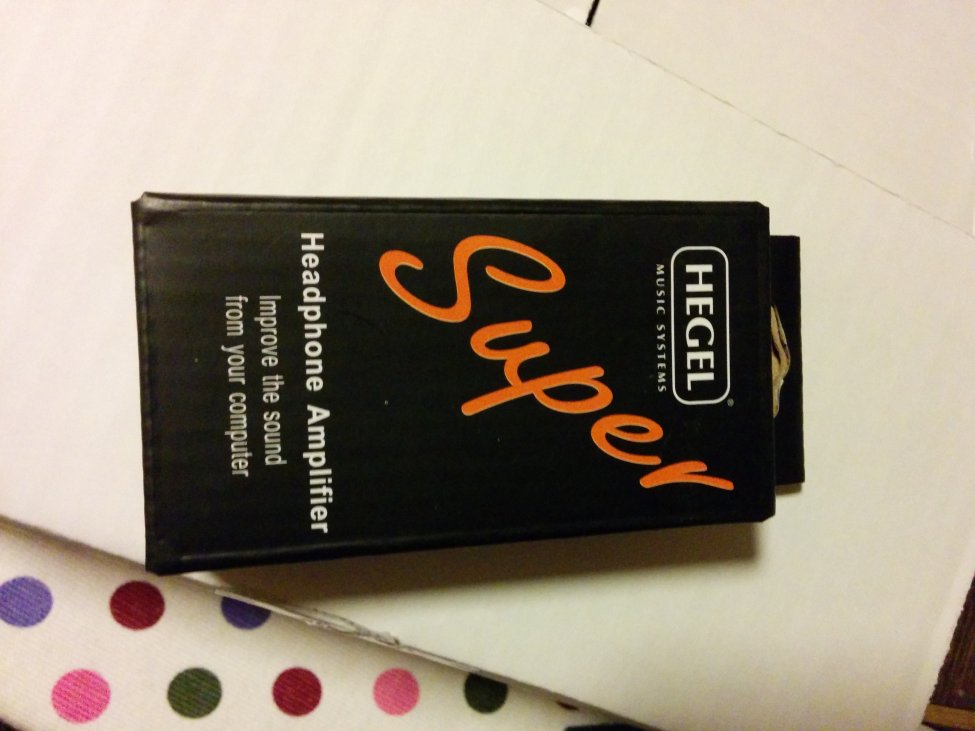 HEGEL®
MUSIC SYSTEMS
Super
Headphone Amplifier
Improve the sound
from your computer